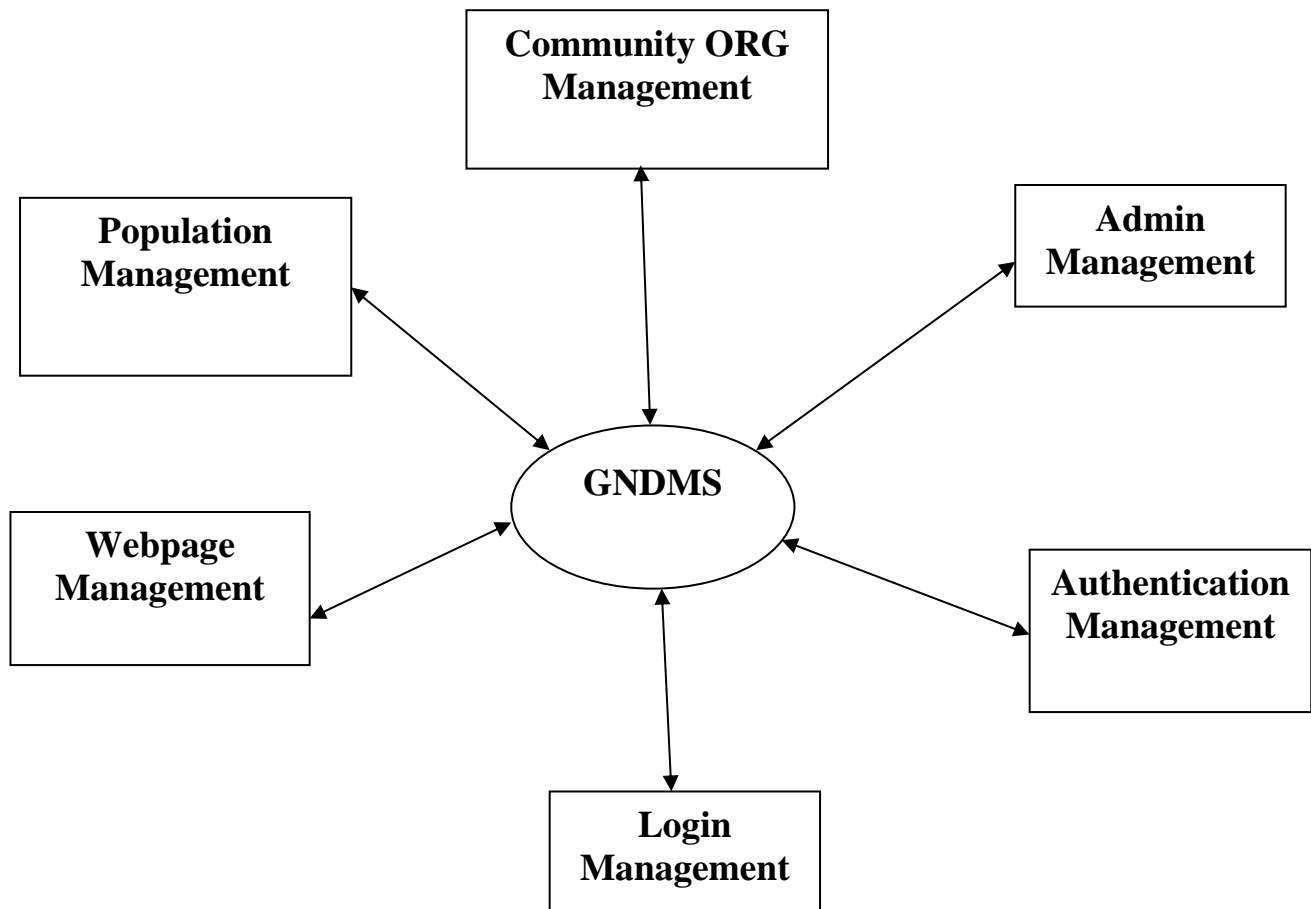 Community ORG
Management
Population
Management
Admin
Management
GNDMS
Webpage
Management
Authentication
Management
Login
Management